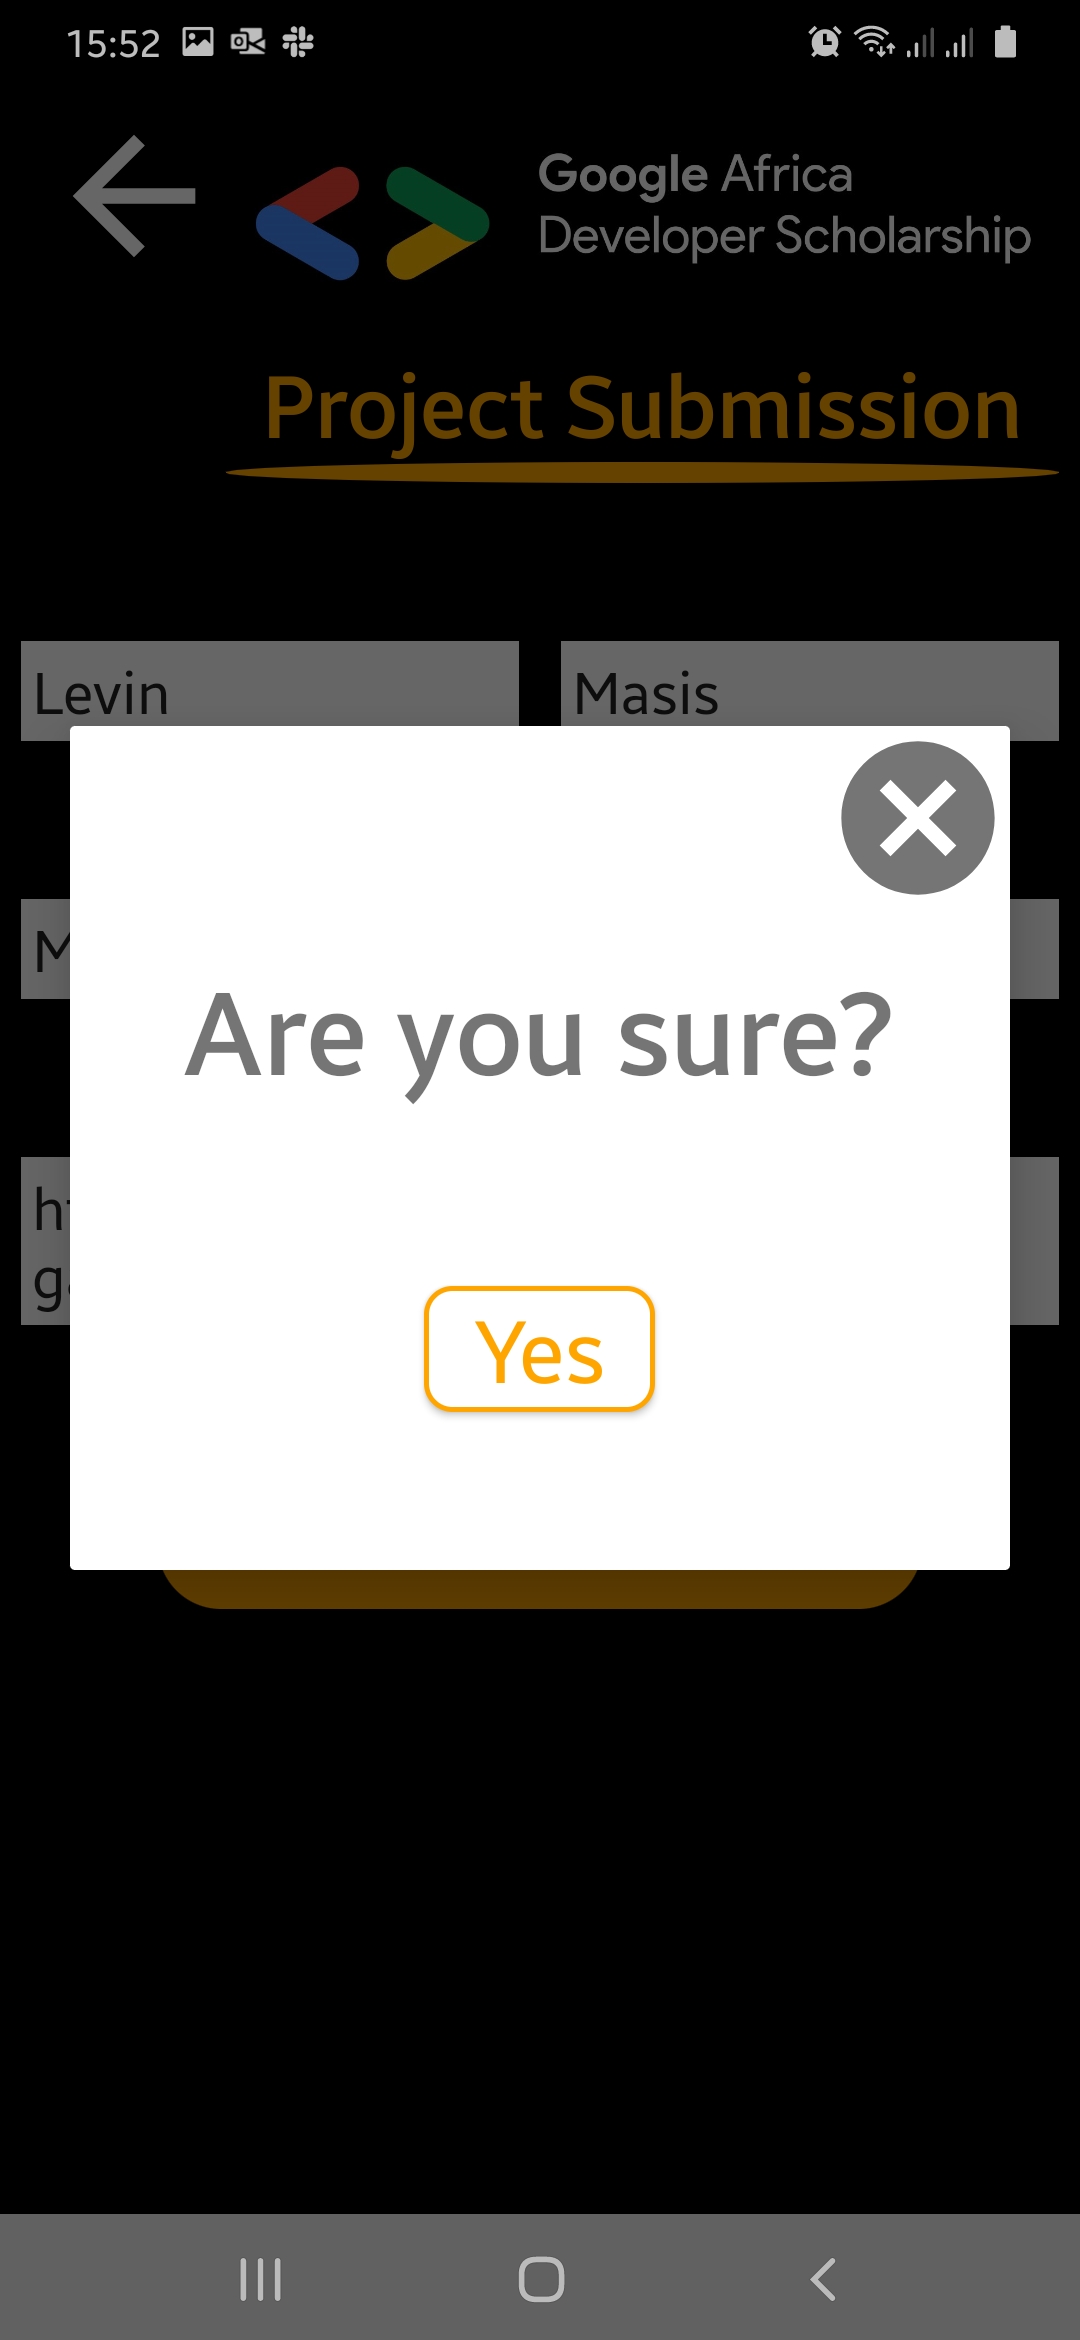 15:52
Google Africa
Developer Scholarship
Project Submission
Levin
Masis
Are you sure?
Yes